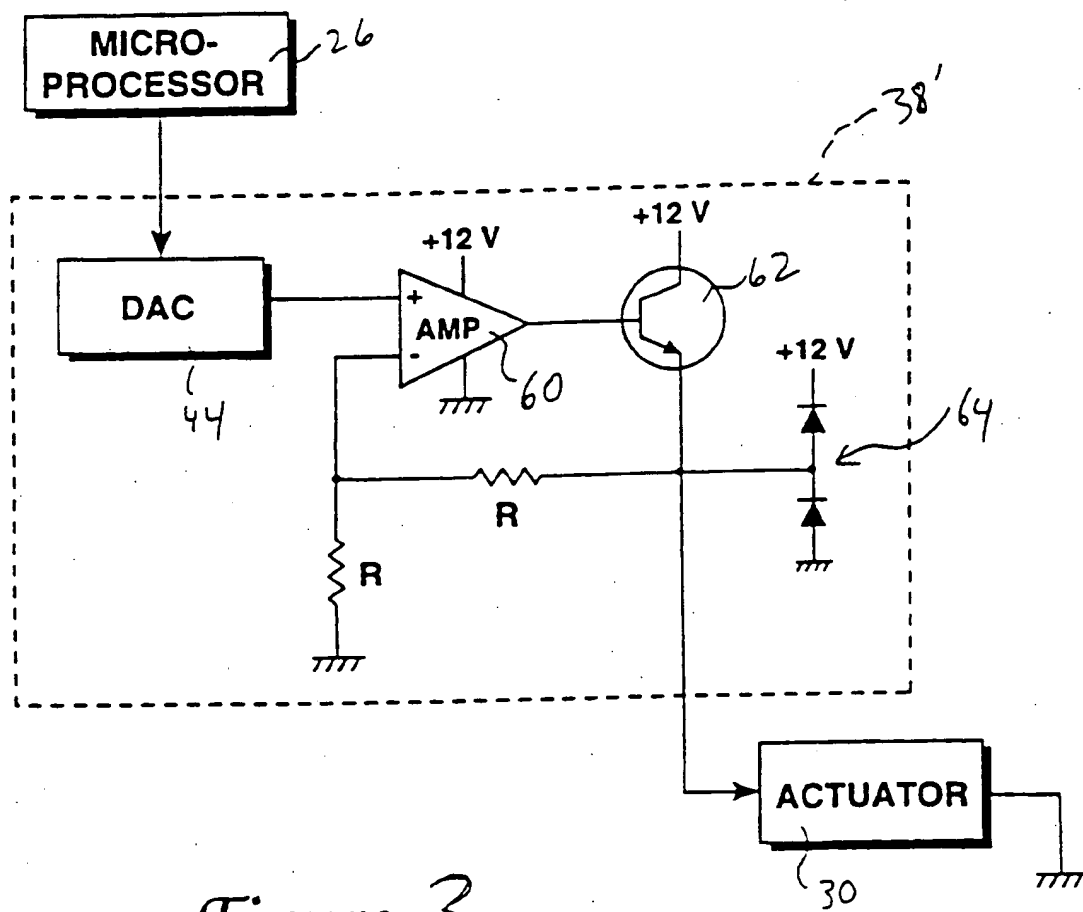 MICRO-
PROCESSOR
26
38'
+12 V
+12 V
62
DAC
+
AMP
-
60
44
+12 V
64
R
R
ACTUATOR
30
Figure 3